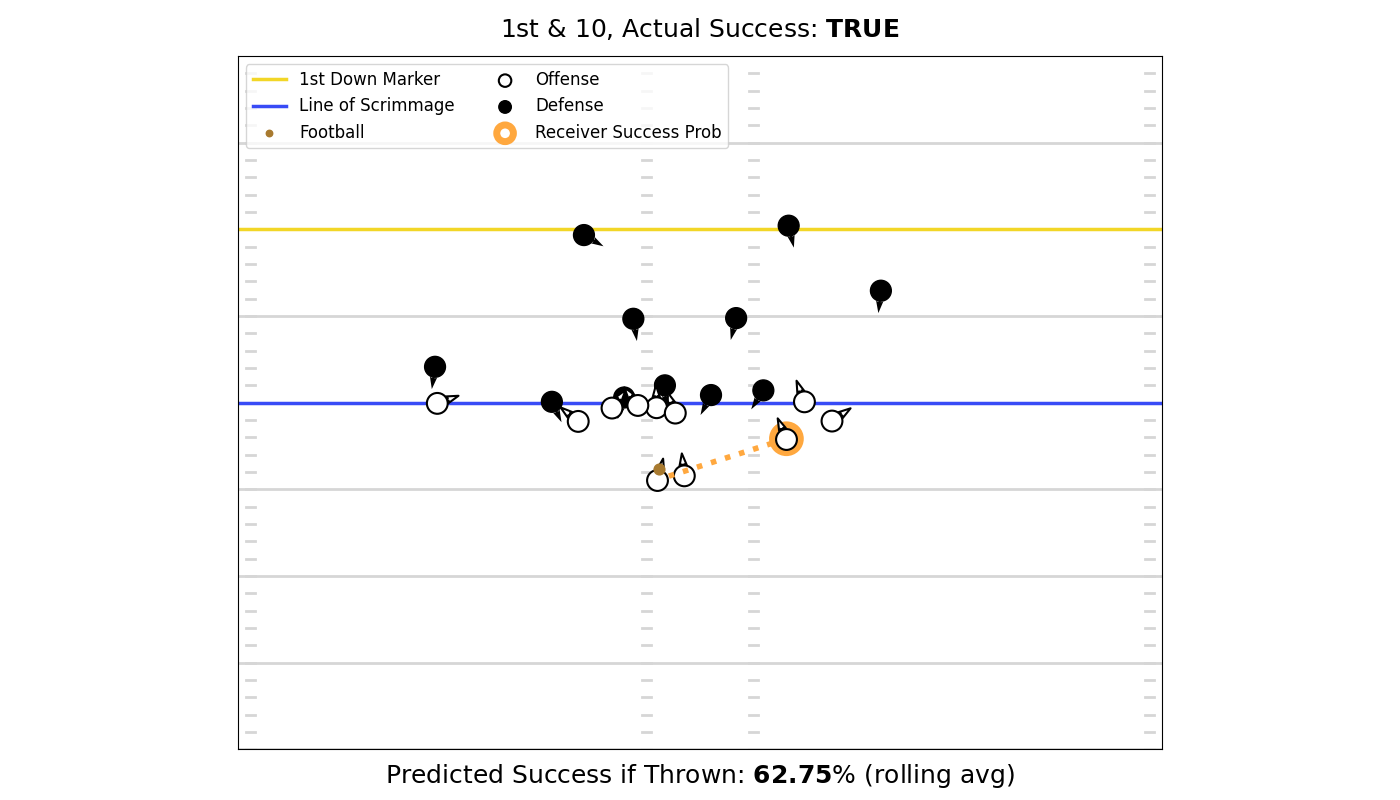 1st & 10, Actual Success: TRUE
1st Down Marker
Line of Scrimmage
Football
Offense
Defense
Receiver Success Prob
Predicted Success if Thrown: 62.75% (rolling avg)